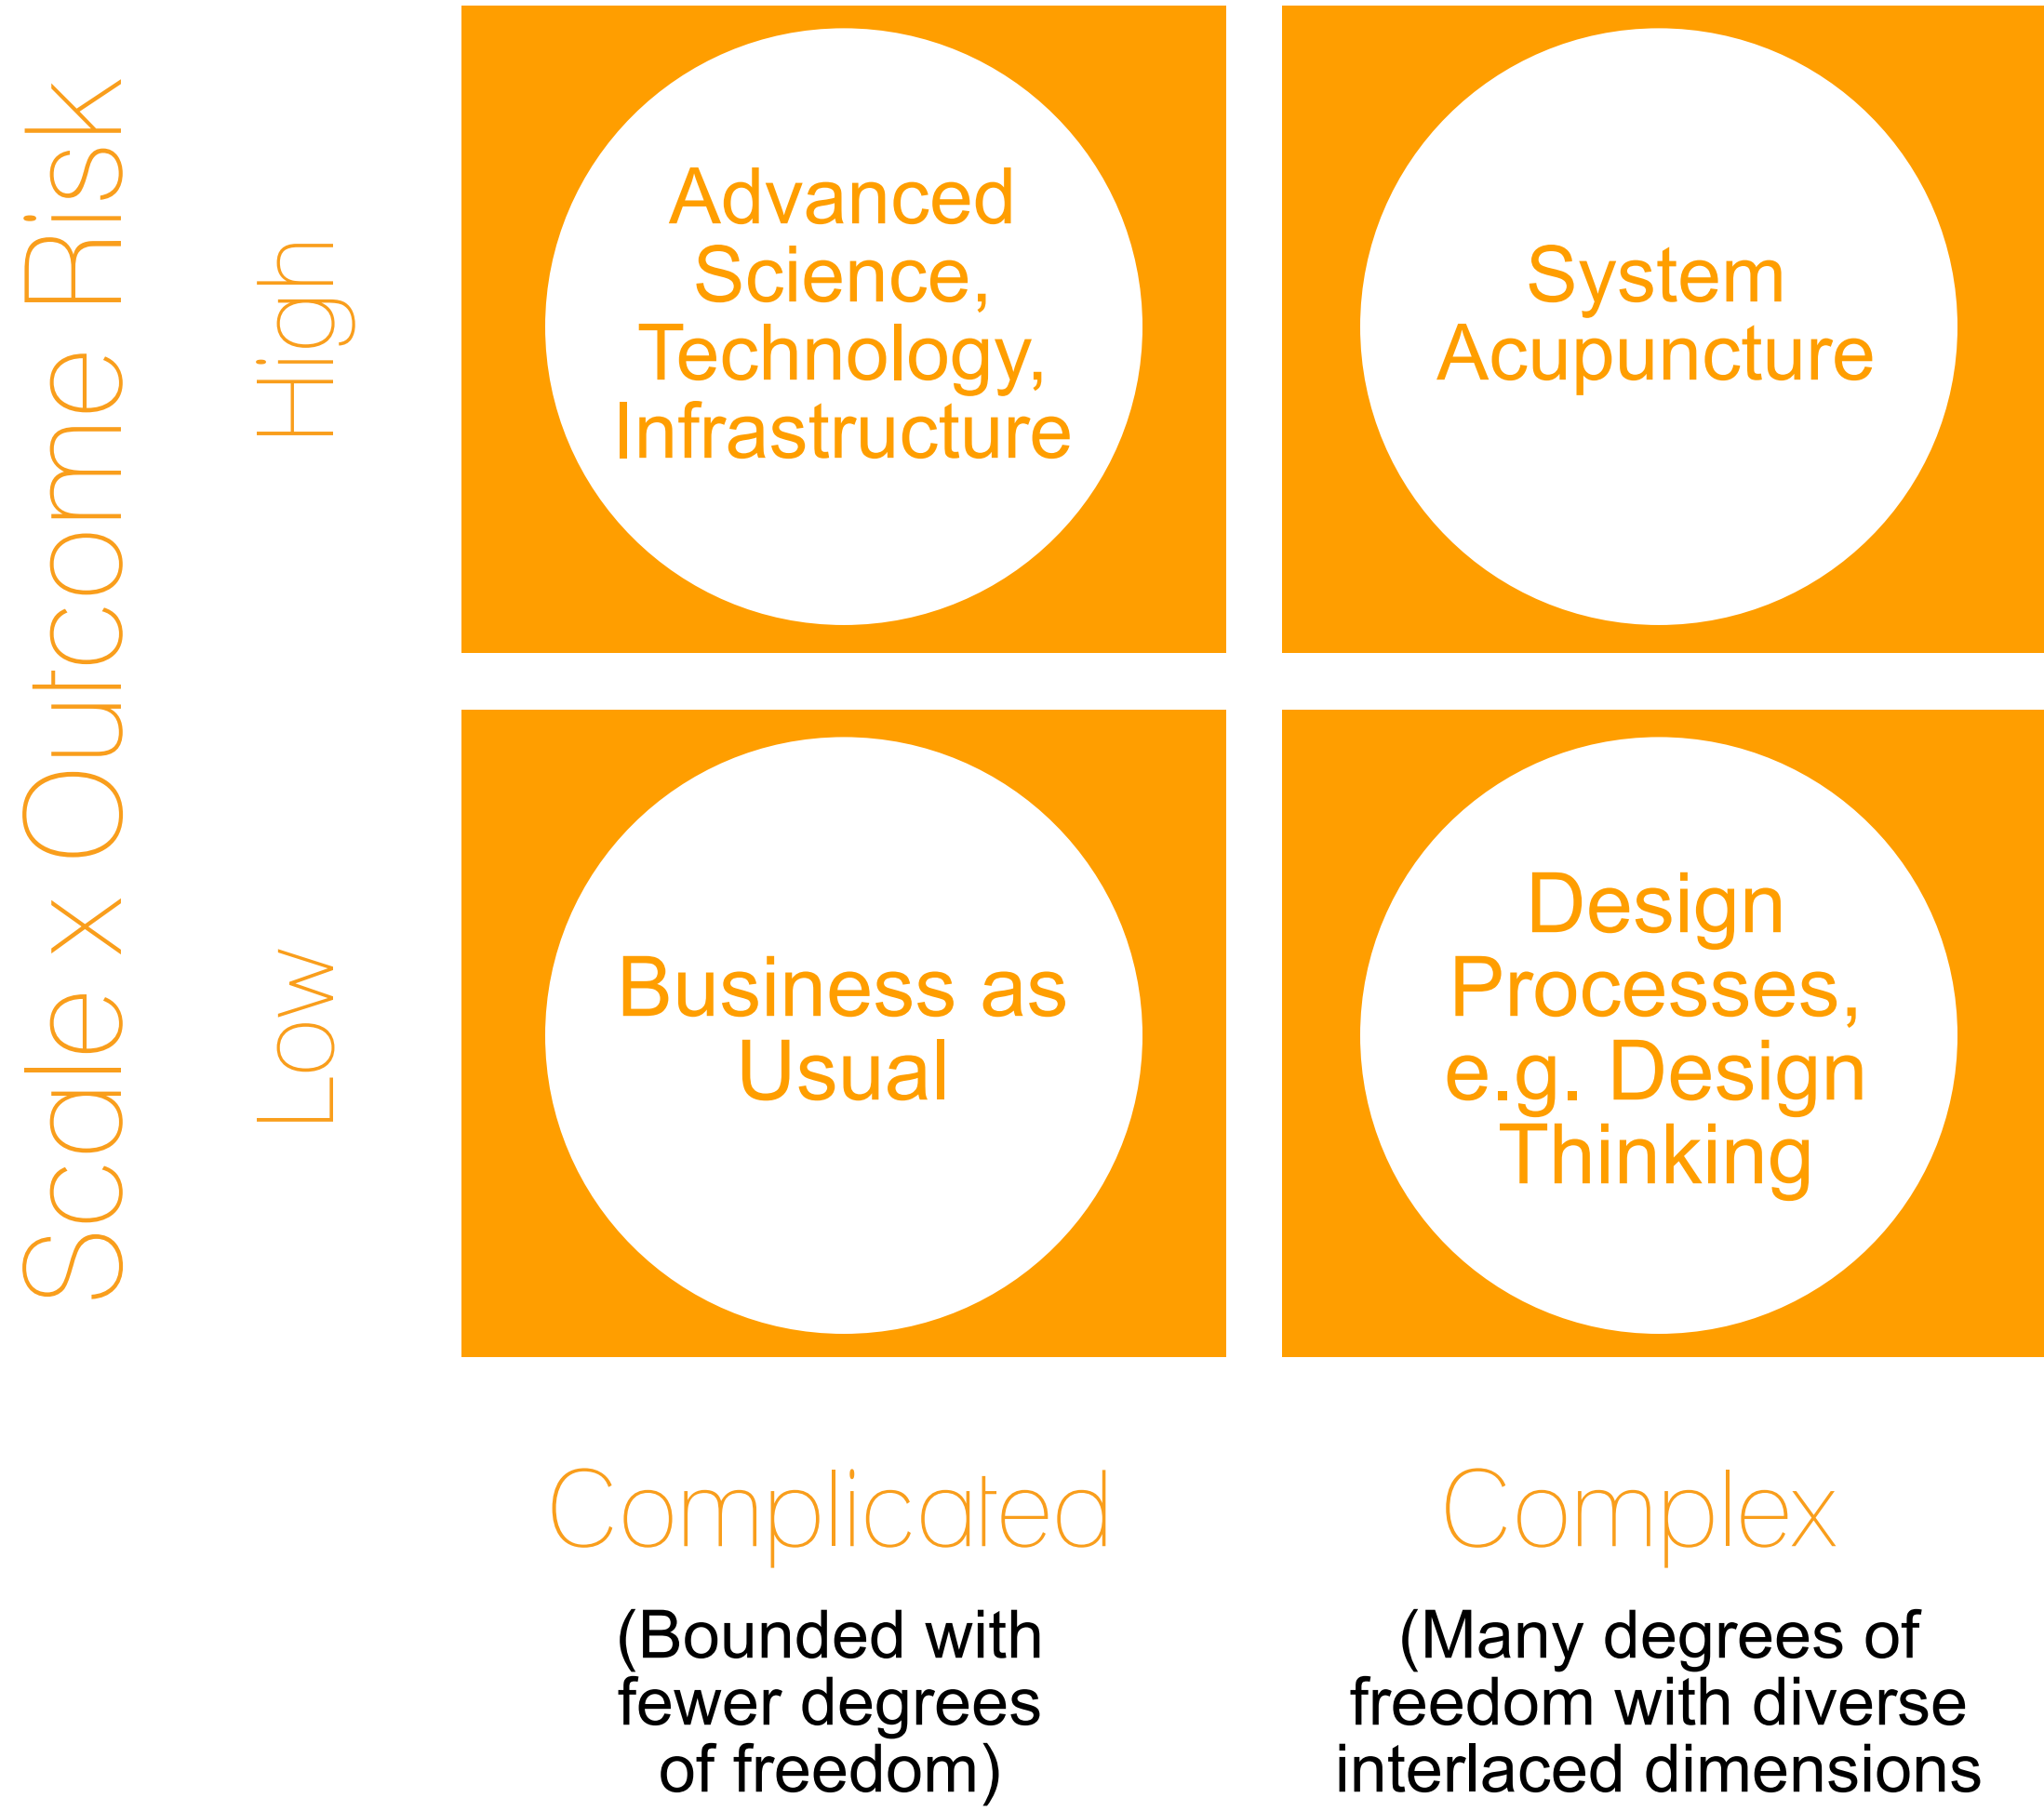 Scale x Outcome Risk
High
Advanced
Science,
Technology,
Infrastructure
System
Acupuncture
Low
Business as
Usual
Design
Processes,
e.g. Design
Thinking
Complicated
(Bounded with
fewer degrees
of freedom)
Complex
(Many degrees of
freedom with diverse
interlaced dimensions